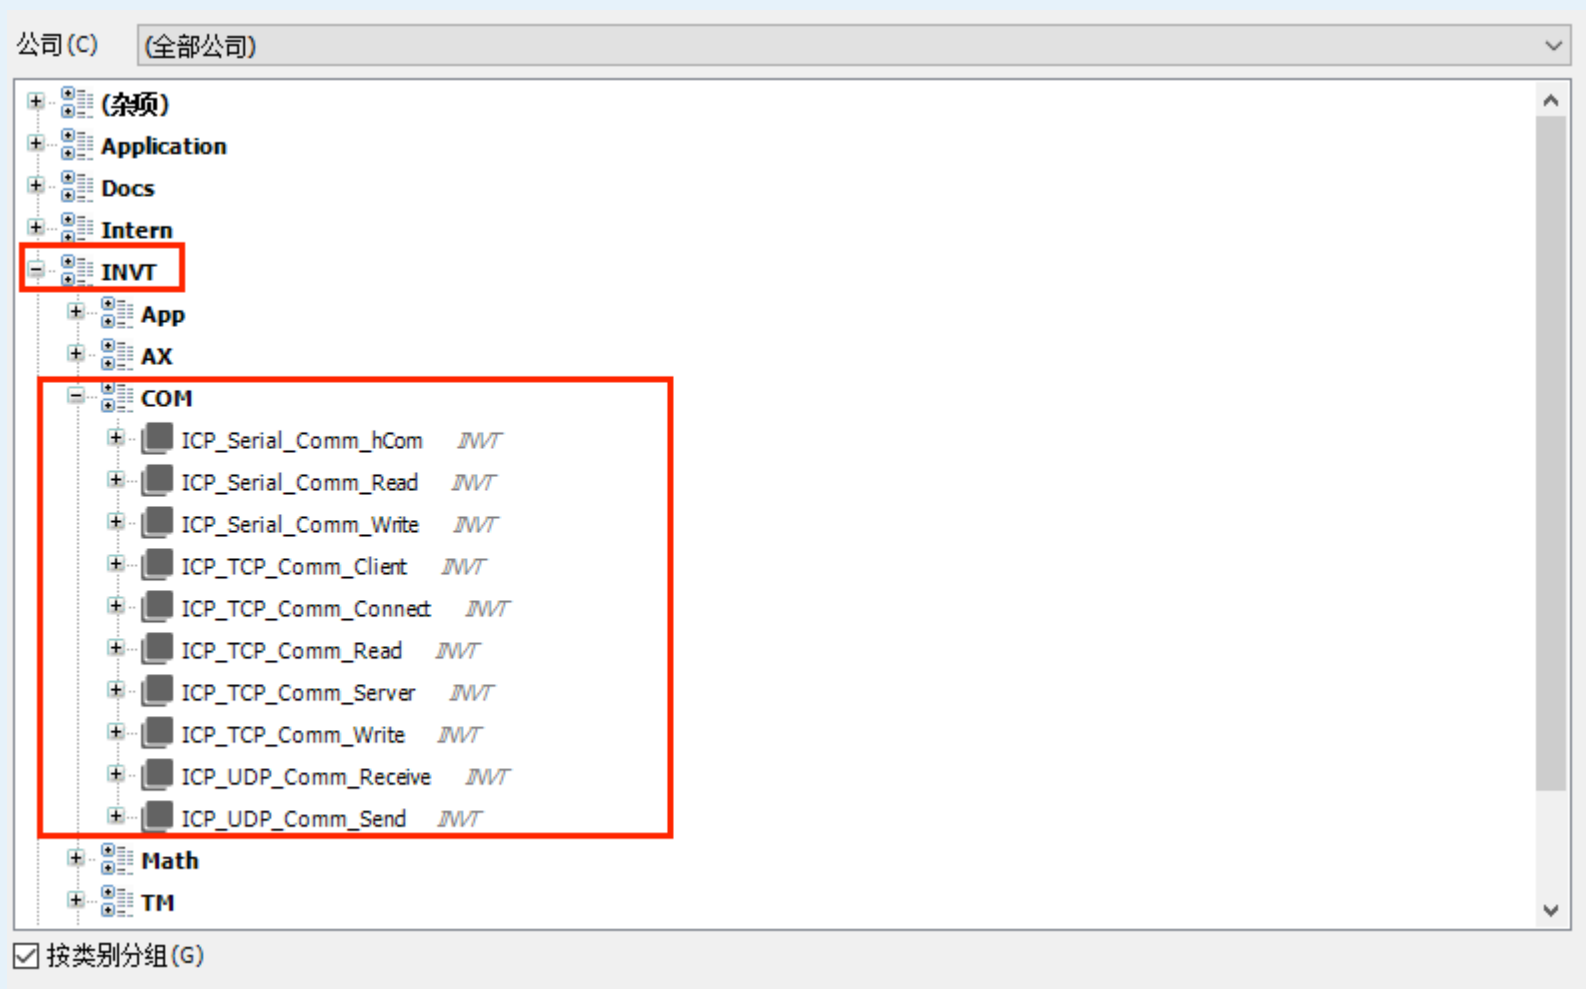 公司(C) (全部公司)
(杂项)
Application
Docs
Intern
INVT
App
AX
COM
ICP_Serial_Comm_hCom INVT
ICP_Serial_Comm_Read INVT
ICP_Serial_Comm_Write INVT
ICP_TCP_Comm_Client INVT
ICP_TCP_Comm_Connect INVT
ICP_TCP_Comm_Read INVT
ICP_TCP_Comm_Server INVT
ICP_TCP_Comm_Write INVT
ICP_UDP_Comm_Receive INVT
ICP_UDP_Comm_Send INVT
Math
TM
按类别分组(G)